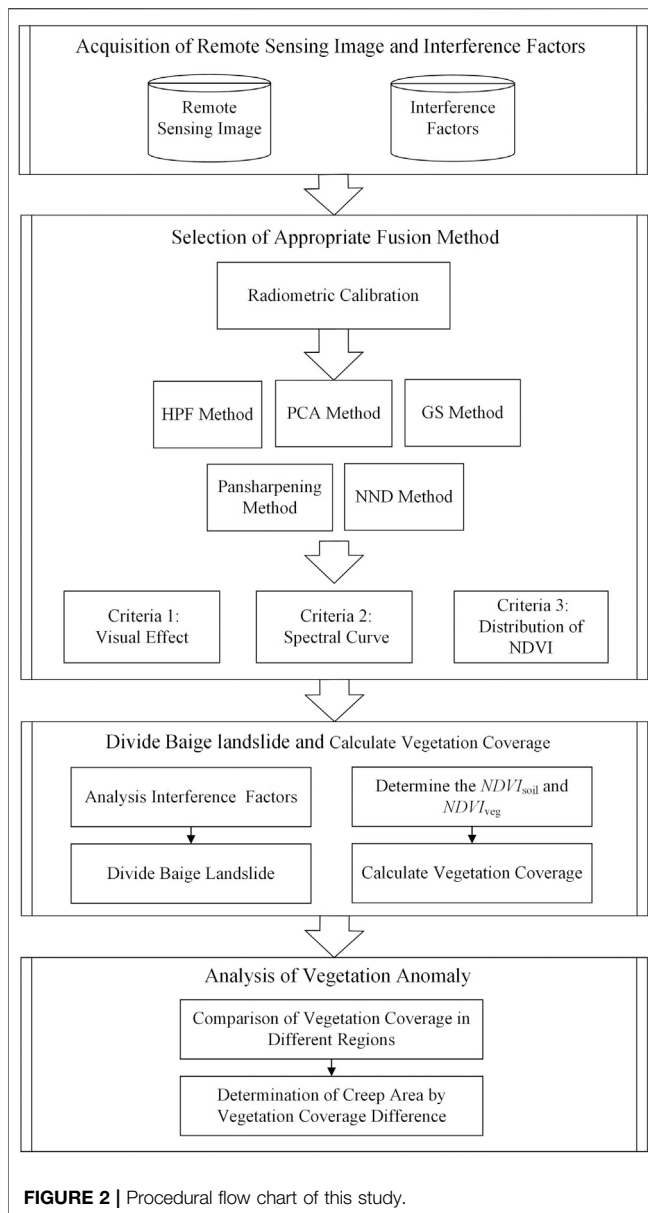 Acquisition of Remote Sensing Image and Interference Factors
Remote
Sensing Image
Interference
Factors
Selection of Appropriate Fusion Method
Radiometric Calibration
HPF Method
PCA Method
GS Method
Pansharpening
Method
NND Method
Criteria 1:
Visual Effect
Criteria 2:
Spectral Curve
Criteria 3:
Distribution of
NDVI
Divide Baige landslide and Calculate Vegetation Coverage
Analysis Interference Factors
Divide Baige Landslide
Determine the NDVIsoil and
NDVIveg
Calculate Vegetation Coverage
Analysis of Vegetation Anomaly
Comparison of Vegetation Coverage in
Different Regions
Determination of Creep Area by
Vegetation Coverage Difference
FIGURE 2 | Procedural flow chart of this study.